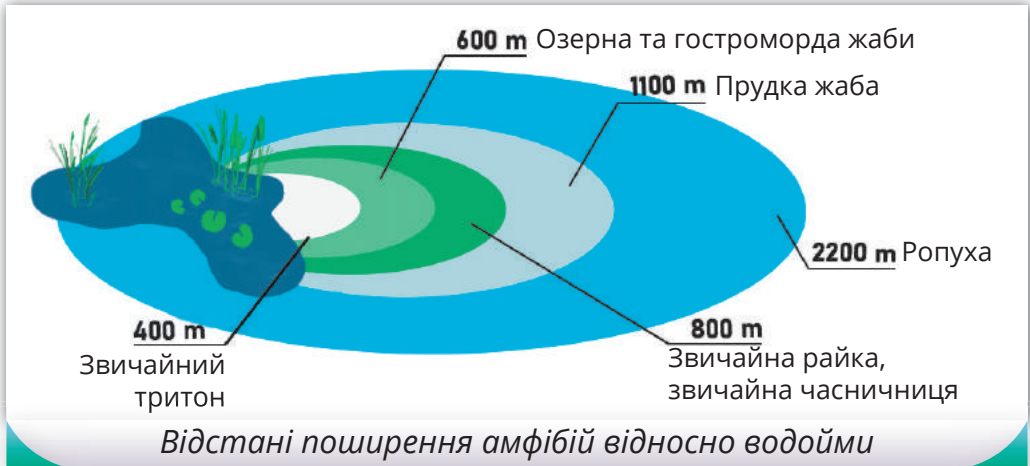 600 m Озерна та гостроморда жаби
1100 m Прудка жаба
2200 m Ропуха
400 m
Звичайний
тритон
800 m
Звичайна райка,
звичайна часничниця
Відстані поширення амфібій відносно водойми